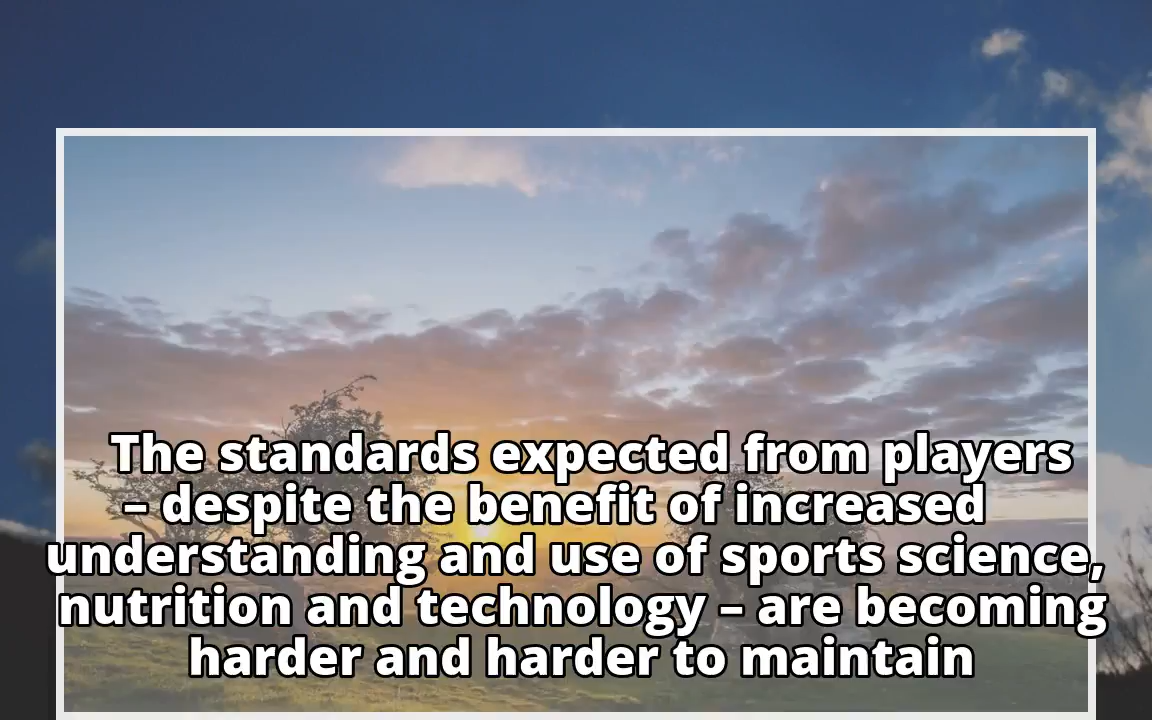 The standards expected from players
– despite the benefit of increased
understanding and use of sports science,
nutrition and technology – are becoming
harder and harder to maintain